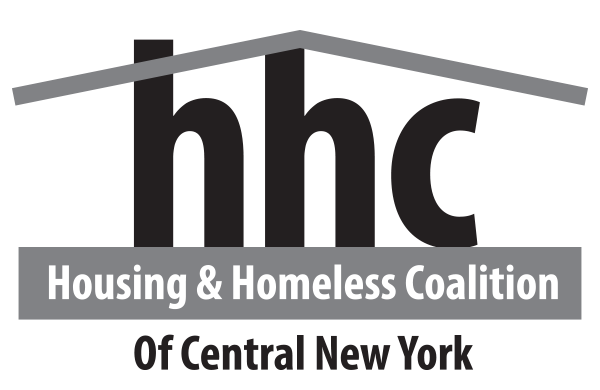 hhc
Housing & Homeless Coalition
Of Central New York